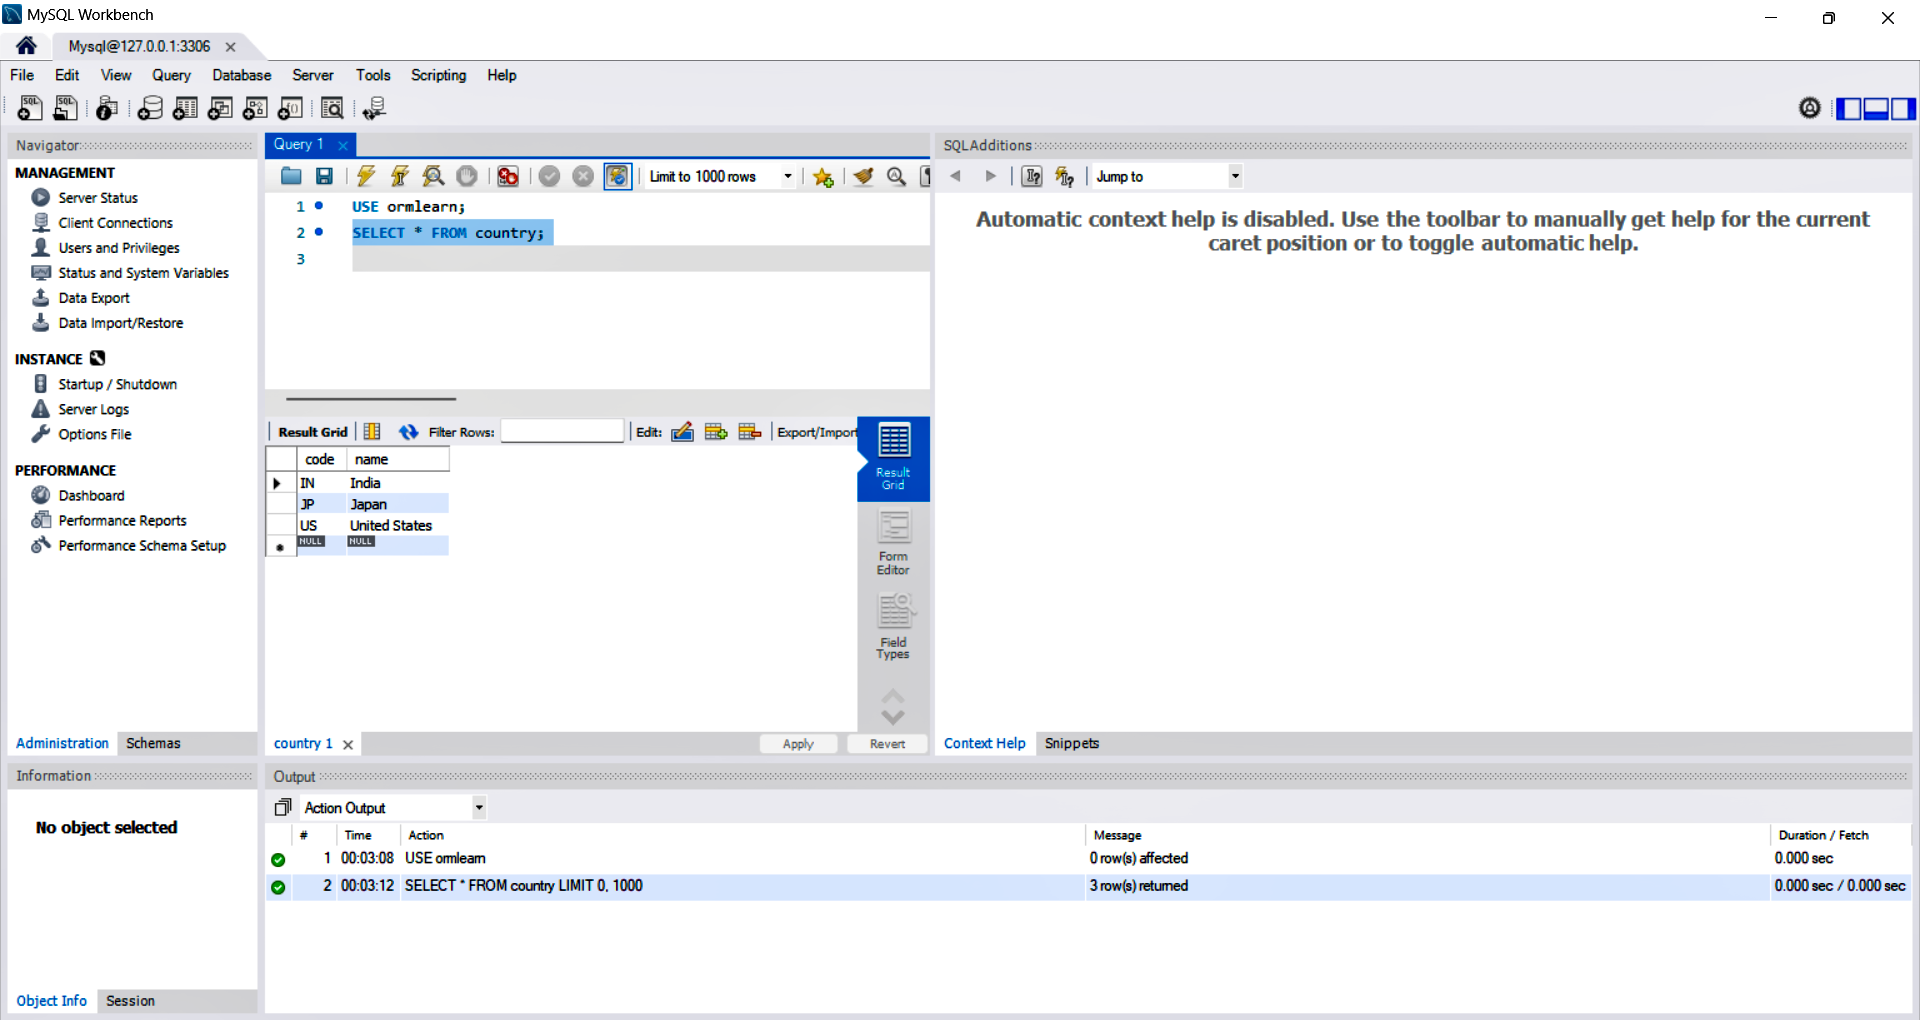 MySQL Workbench
Mysql@127.0.0.1:3306
File Edit View Query Database Server Tools Scripting Help
Navigator
MANAGEMENT
Server Status
Client Connections
Users and Privileges
Status and System Variables
Data Export
Data Import/Restore
INSTANCE
Startup / Shutdown
Server Logs
Options File
PERFORMANCE
Dashboard
Performance Reports
Performance Schema Setup
Administration Schemas
Query 1
Limit to 1000 rows
1 USE ormlearn;
2 SELECT * FROM country;
3
Result Grid Filter Rows: Edit: Export/Import
code name
IN India
JP Japan
US United States
NULL NULL
Result
Grid
Form
Editor
Field
Types
country 1 Apply Revert
SQLAdditions
Jump to
Automatic context help is disabled. Use the toolbar to manually get help for the current
caret position or to toggle automatic help.
Context Help Snippets
Information
No object selected
Object Info Session
Output
Action Output
# Time Action Message Duration / Fetch
1 00:03:08 USE ormlearn 0 row(s) affected 0.000 sec
2 00:03:12 SELECT * FROM country LIMIT 0, 1000 3 row(s) returned 0.000 sec / 0.000 sec